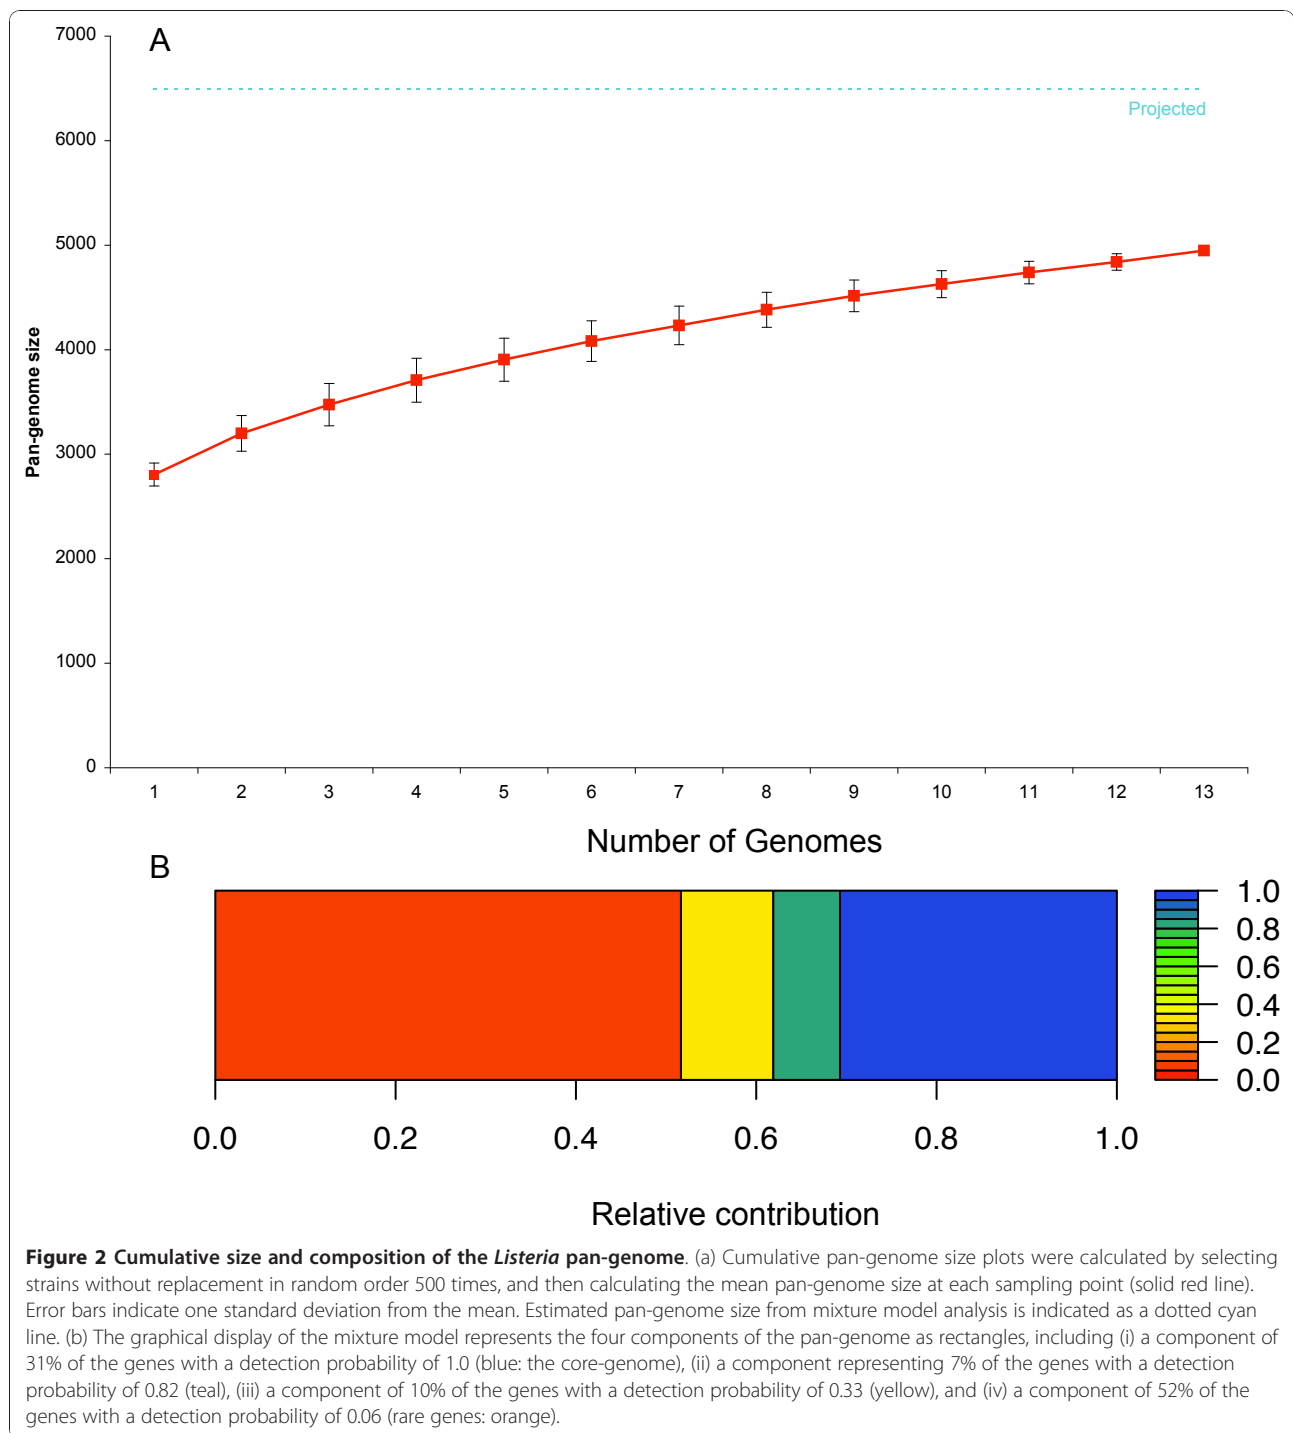 A
7000
6000
5000
4000
3000
2000
1000
0
Pan-genome size
Projected
1 2 3 4 5 6 7 8 9 10 11 12 13
Number of Genomes
B
1.0
0.8
0.6
0.4
0.2
0.0
0.0 0.2 0.4 0.6 0.8 1.0
Relative contribution
Figure 2 Cumulative size and composition of the Listeria pan-genome. (a) Cumulative pan-genome size plots were calculated by selecting
strains without replacement in random order 500 times, and then calculating the mean pan-genome size at each sampling point (solid red line).
Error bars indicate one standard deviation from the mean. Estimated pan-genome size from mixture model analysis is indicated as a dotted cyan
line. (b) The graphical display of the mixture model represents the four components of the pan-genome as rectangles, including (i) a component of
31% of the genes with a detection probability of 1.0 (blue: the core-genome), (ii) a component representing 7% of the genes with a detection
probability of 0.82 (teal), (iii) a component of 10% of the genes with a detection probability of 0.33 (yellow), and (iv) a component of 52% of the
genes with a detection probability of 0.06 (rare genes: orange).